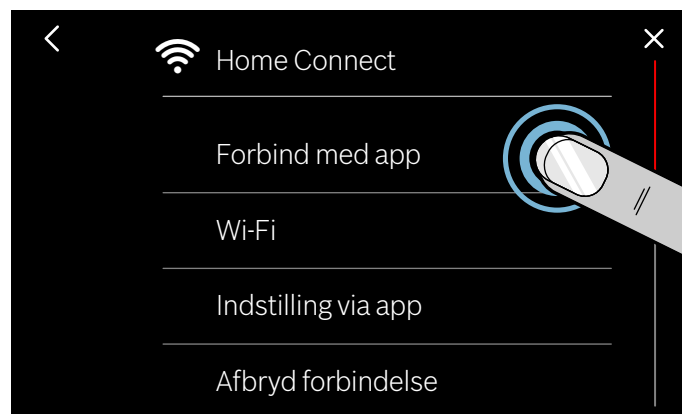 Home Connect
Forbind med app
Wi-Fi
Indstilling via app
Afbryd forbindelse